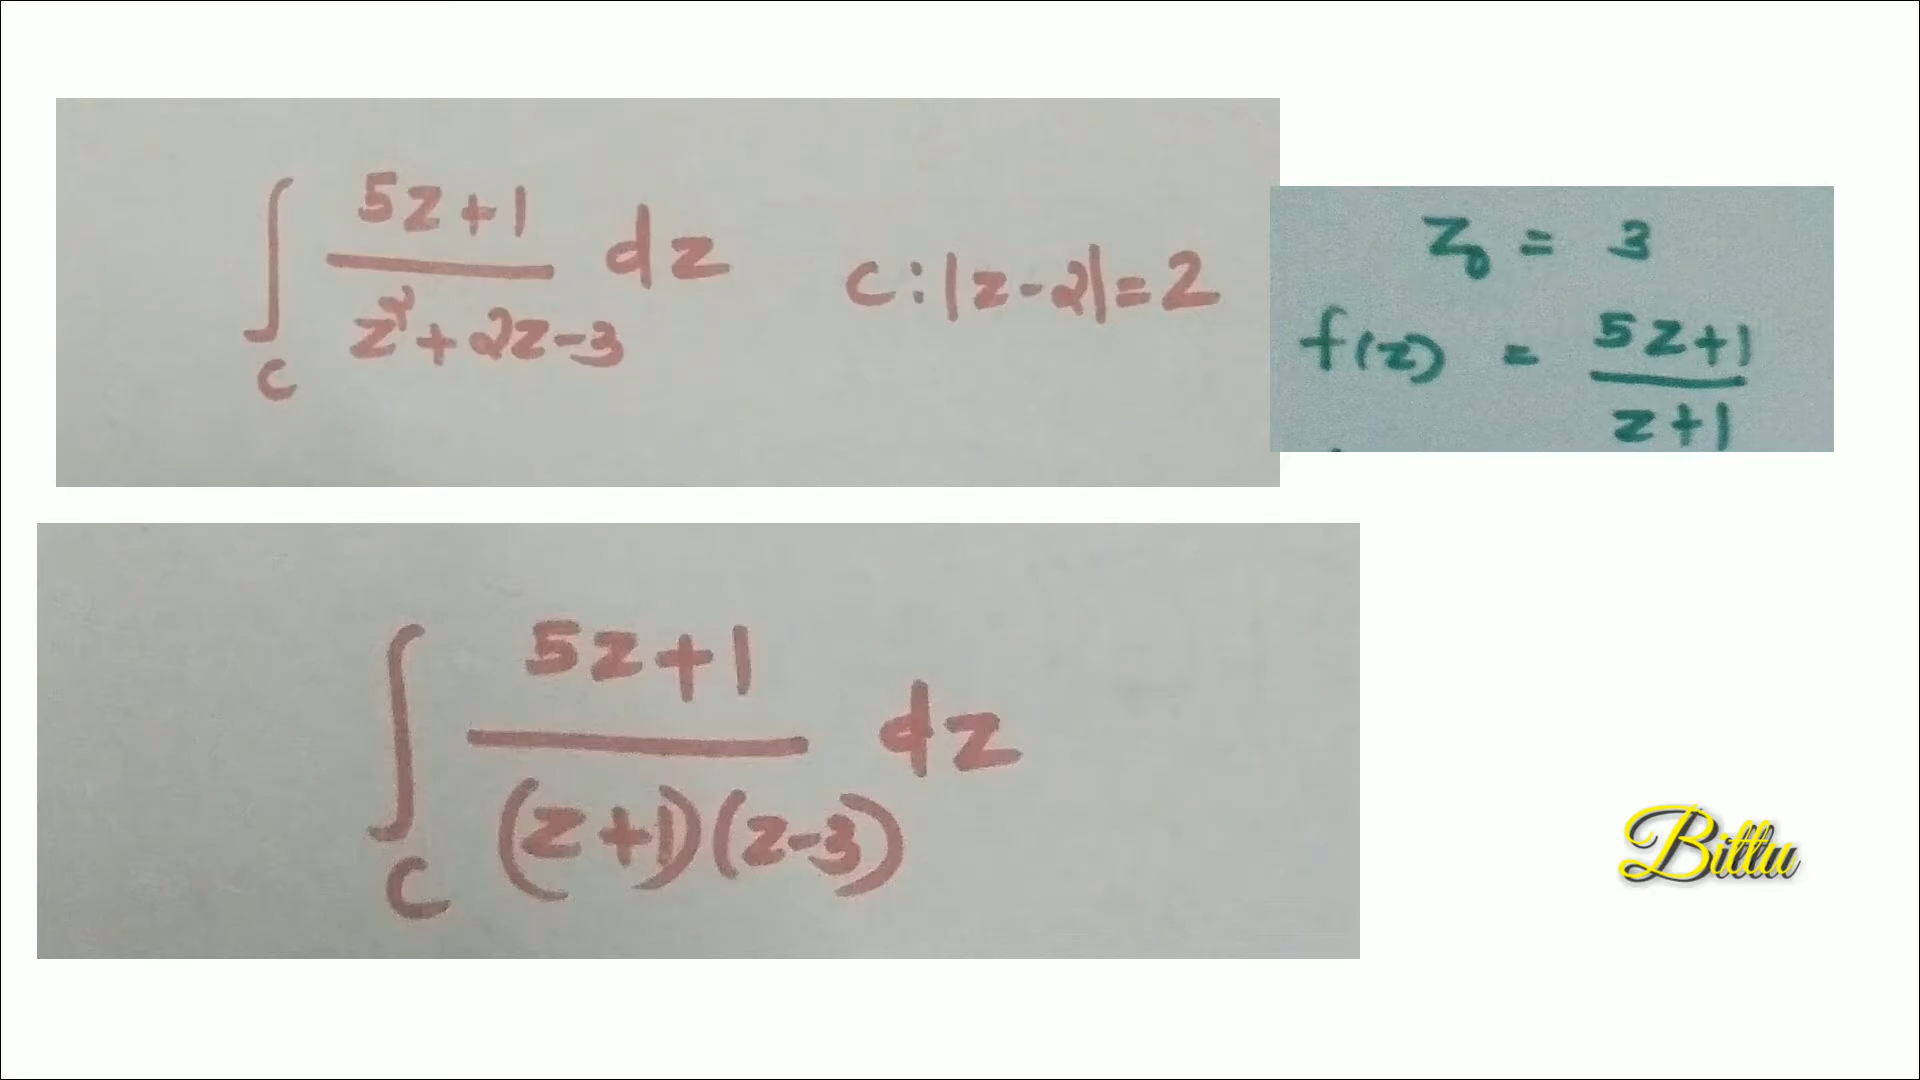 ∫_C (5z+1)/(z²+2z-3) dz   C:|z-2|=2
z₀ = 3
f(z) = (5z+1)/(z+1)
∫_C (5z+1)/((z+1)(z-3)) dz
Bittu